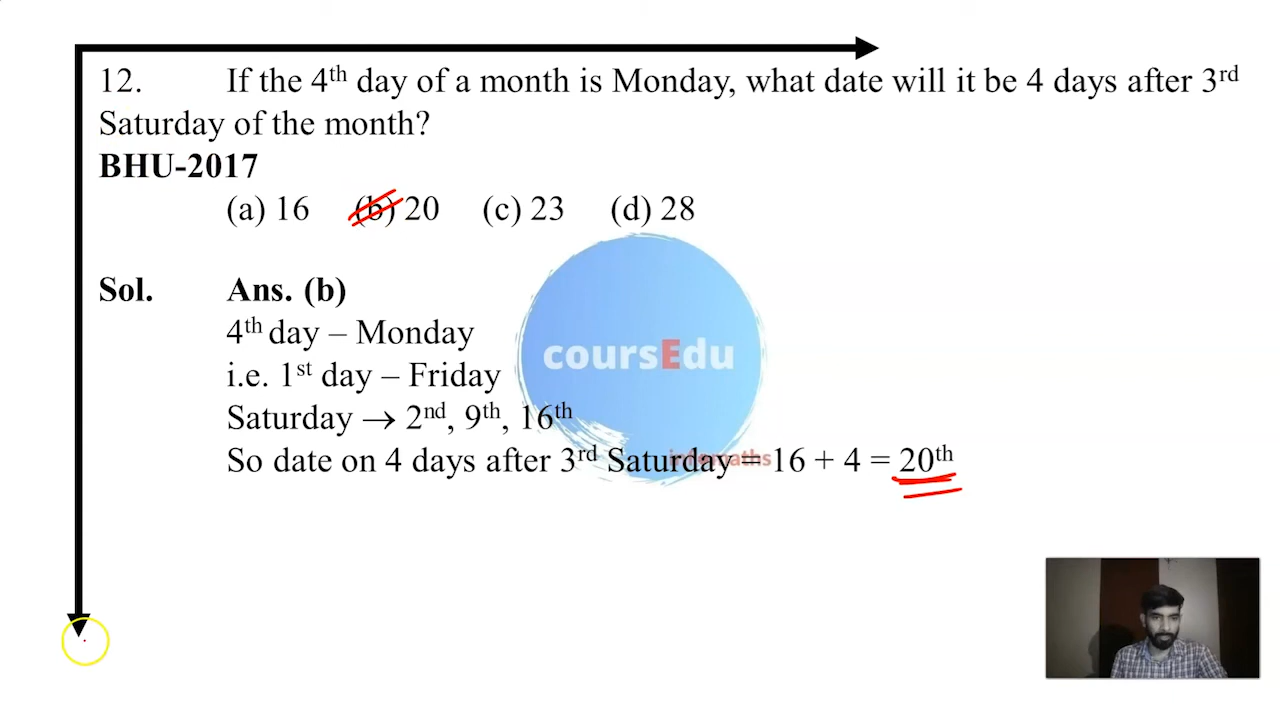 12. If the 4th day of a month is Monday, what date will it be 4 days after 3rd
Saturday of the month?
BHU-2017
(a) 16 (b) 20 (c) 23 (d) 28
Sol. Ans. (b)
4th day – Monday
i.e. 1st day – Friday
coursEdu
Saturday → 2nd, 9th, 16th
So date on 4 days after 3rd Saturday = 16 + 4 = 20th
infomaths